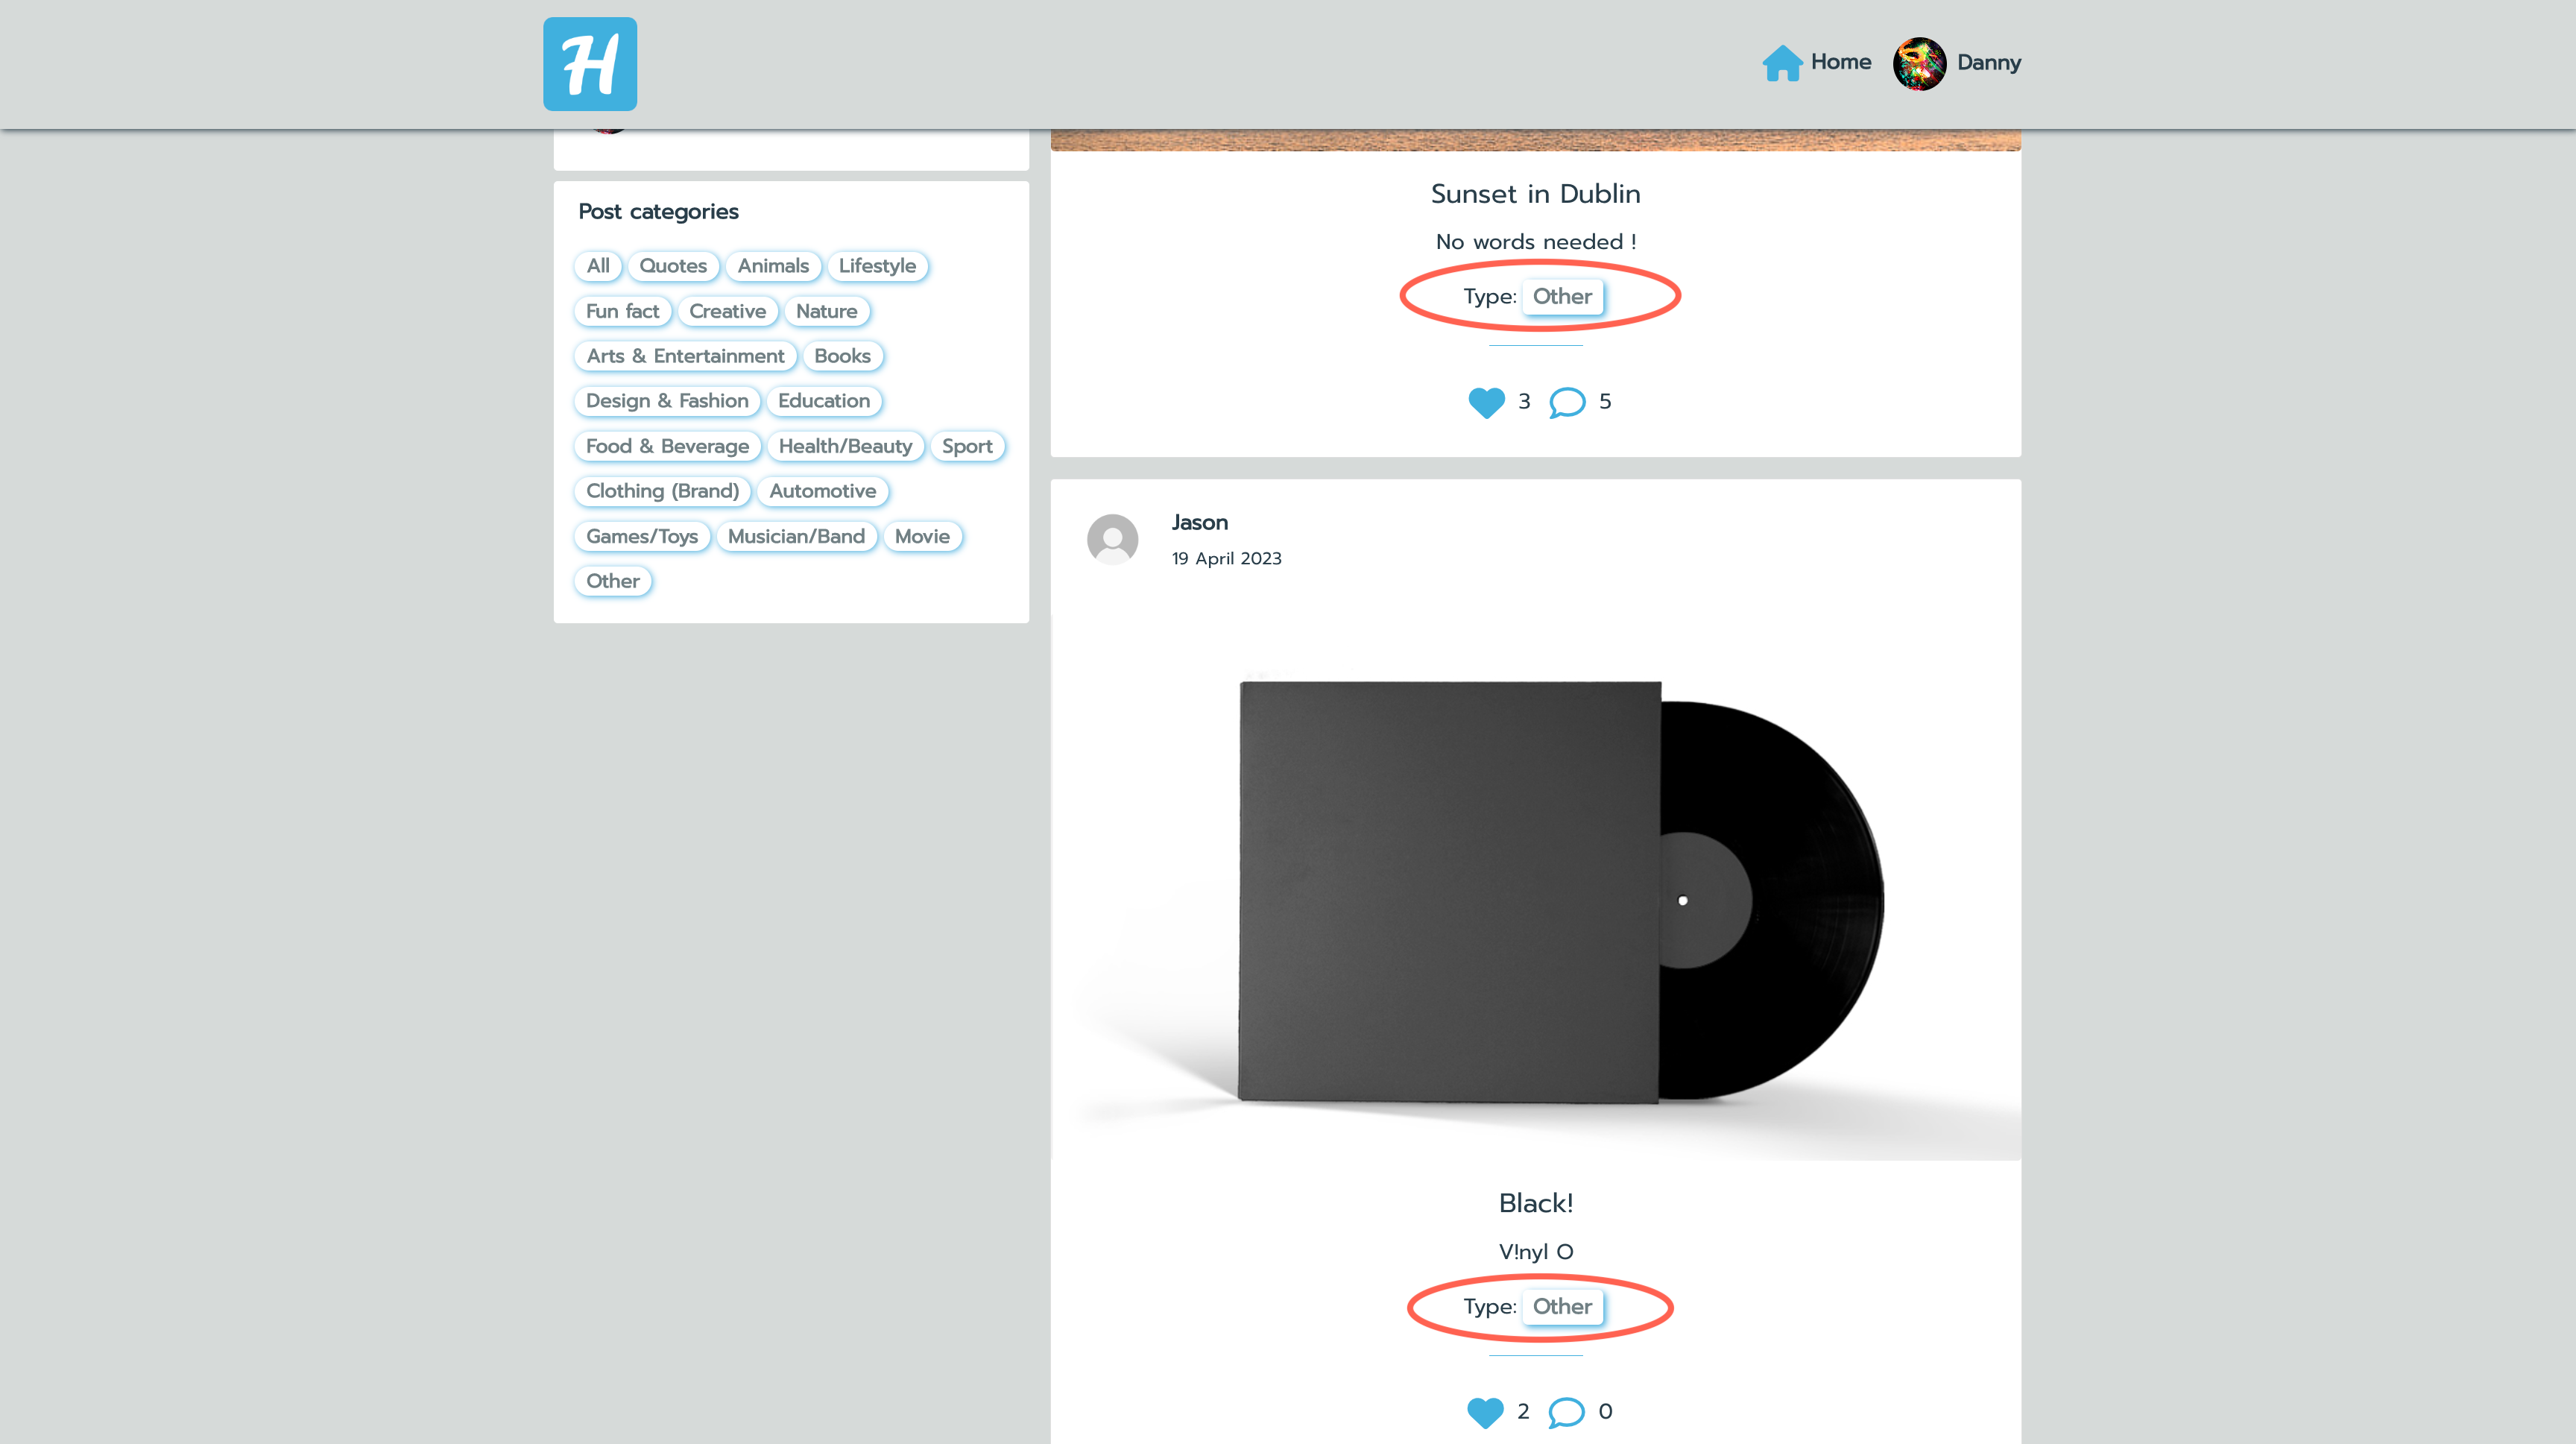 H
Home
Danny
Post categories
All Quotes Animals Lifestyle
Fun fact Creative Nature
Arts & Entertainment Books
Design & Fashion Education
Food & Beverage Health/Beauty Sport
Clothing (Brand) Automotive
Games/Toys Musician/Band Movie
Other
Sunset in Dublin
No words needed !
Type: Other
3 5
Jason
19 April 2023
Black!
V!nyl O
Type: Other
2 0